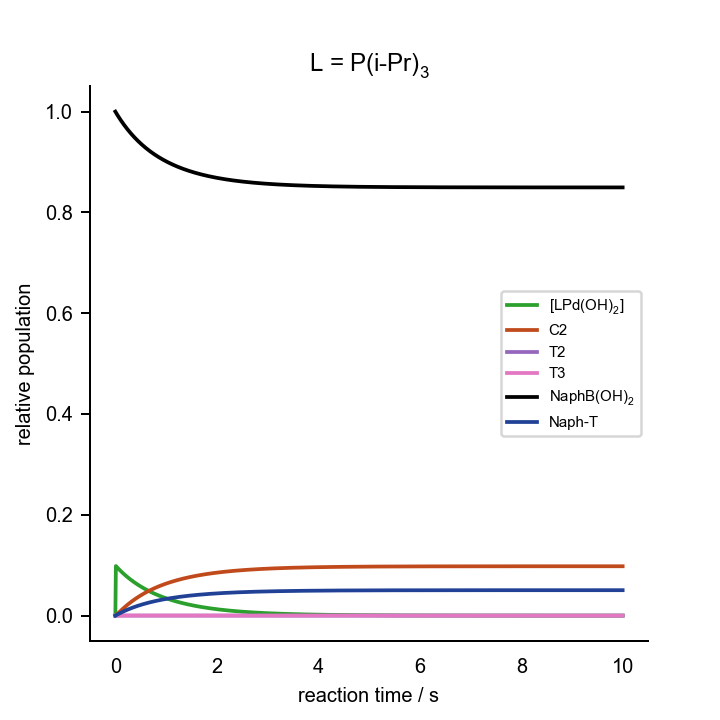 L = P(i-Pr)₃
1.0
0.8
0.6
0.4
0.2
0.0
relative population
[LPd(OH)₂]
C2
T2
T3
NaphB(OH)₂
Naph-T
0 2 4 6 8 10
reaction time / s